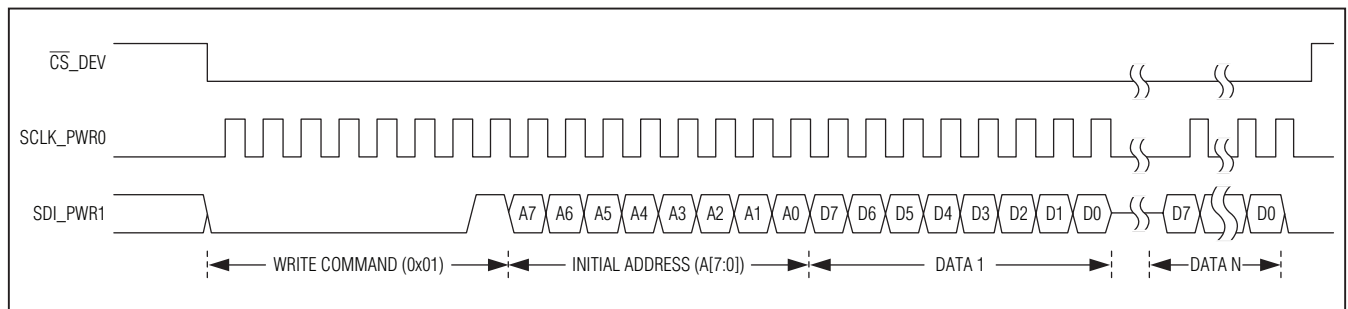 CS_DEV
SCLK_PWR0
SDI_PWR1
A7 A6 A5 A4 A3 A2 A1 A0 D7 D6 D5 D4 D3 D2 D1 D0 D7 D0
WRITE COMMAND (0x01) INITIAL ADDRESS (A[7:0]) DATA 1 DATA N